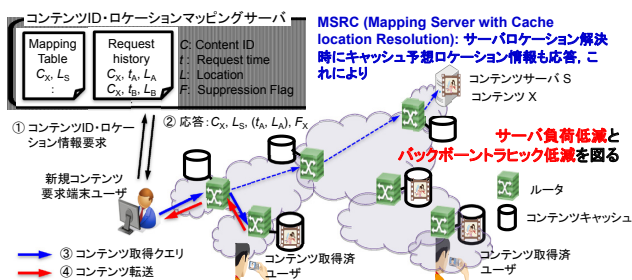 コンテンツID・ロケーションマッピングサーバ
Mapping
Table
CX, LS
:
Request
history
CX, tA, LA
CX, tB, LB
:
C: Content ID
t : Request time
L: Location
F: Suppression Flag
MSRC (Mapping Server with Cache
location Resolution): サーバロケーション解決
時にキャッシュ予想ロケーション情報も応答, こ
れにより
コンテンツサーバ S
コンテンツ X
① コンテンツID・ロケー
ション情報要求
② 応答: CX, LS, (tA, LA), FX
サーバ負荷低減と
バックボーントラヒック低減を図る
新規コンテンツ
要求端末ユーザ
ルータ
コンテンツキャッシュ
③ コンテンツ取得クエリ
④ コンテンツ転送
コンテンツ取得済
ユーザ
コンテンツ取得済
ユーザ